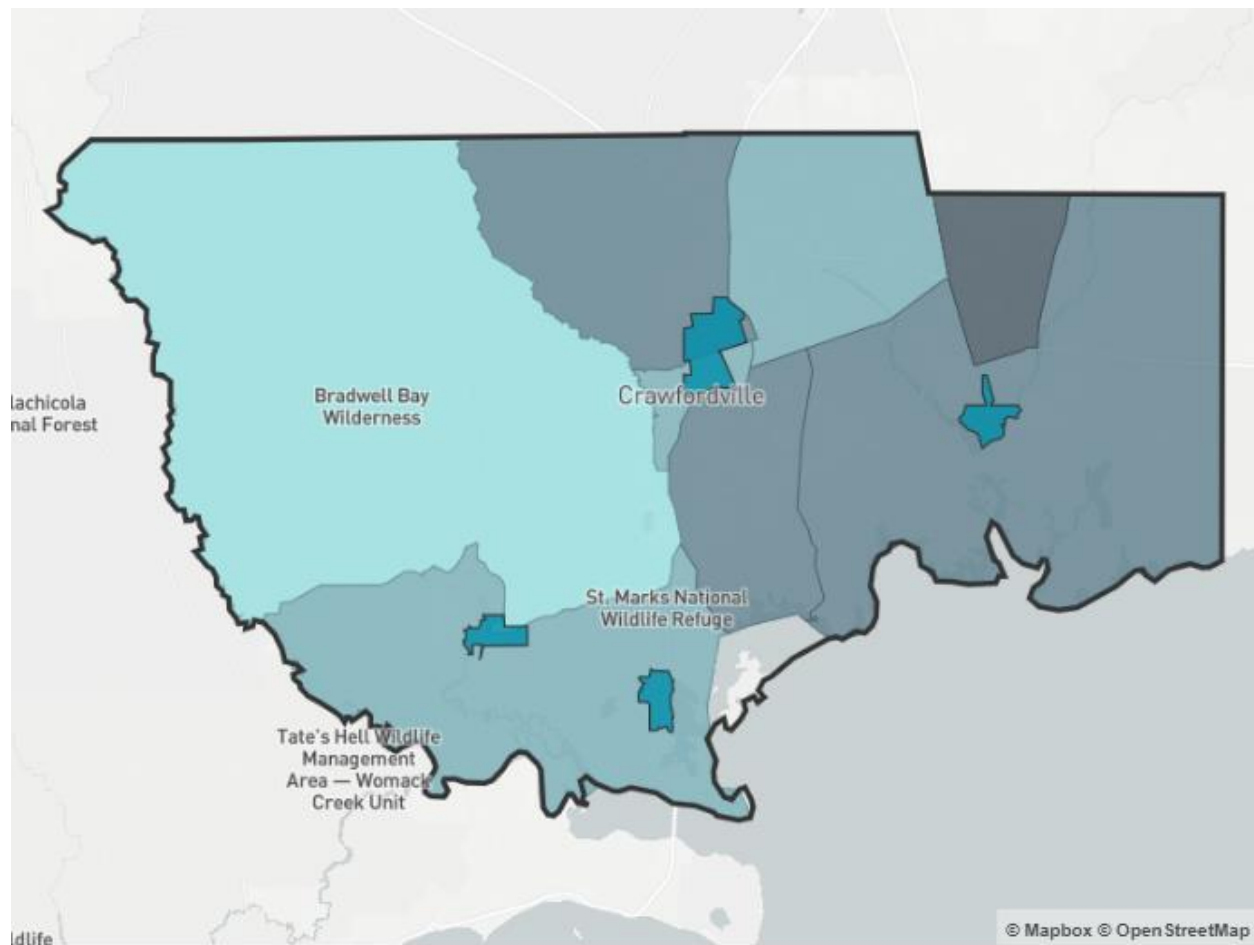 Bradwell Bay
Wilderness
lachicola
nal Forest
Crawfordville
St. Marks National
Wildlife Refuge
Tate's Hell Wildlife
Management
Area — Womack
Creek Unit
ldlife
© Mapbox © OpenStreetMap